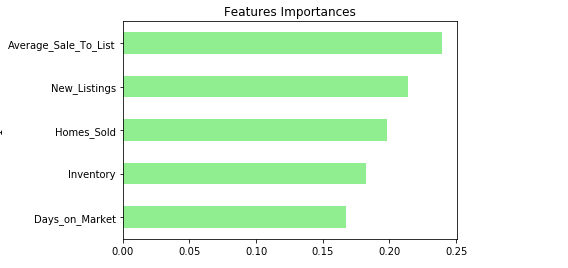 Features Importances
Average_Sale_To_List
New_Listings
Homes_Sold
Inventory
Days_on_Market
0.00 0.05 0.10 0.15 0.20 0.25